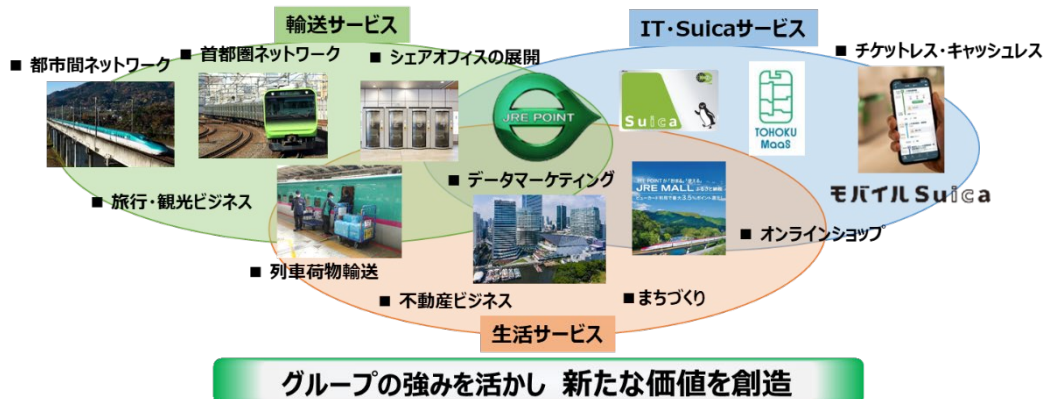 輸送サービス
IT・Suicaサービス
■ 都市間ネットワーク
■ 首都圏ネットワーク
■ シェアオフィスの展開
■ チケットレス・キャッシュレス
JRE POINT
Suica
TOHOKU
MaaS
モバイルSuica
■ 旅行・観光ビジネス
■ データマーケティング
JRE MALL
■ オンラインショップ
■ 列車荷物輸送
■ 不動産ビジネス
■ まちづくり
生活サービス
グループの強みを活かし 新たな価値を創造